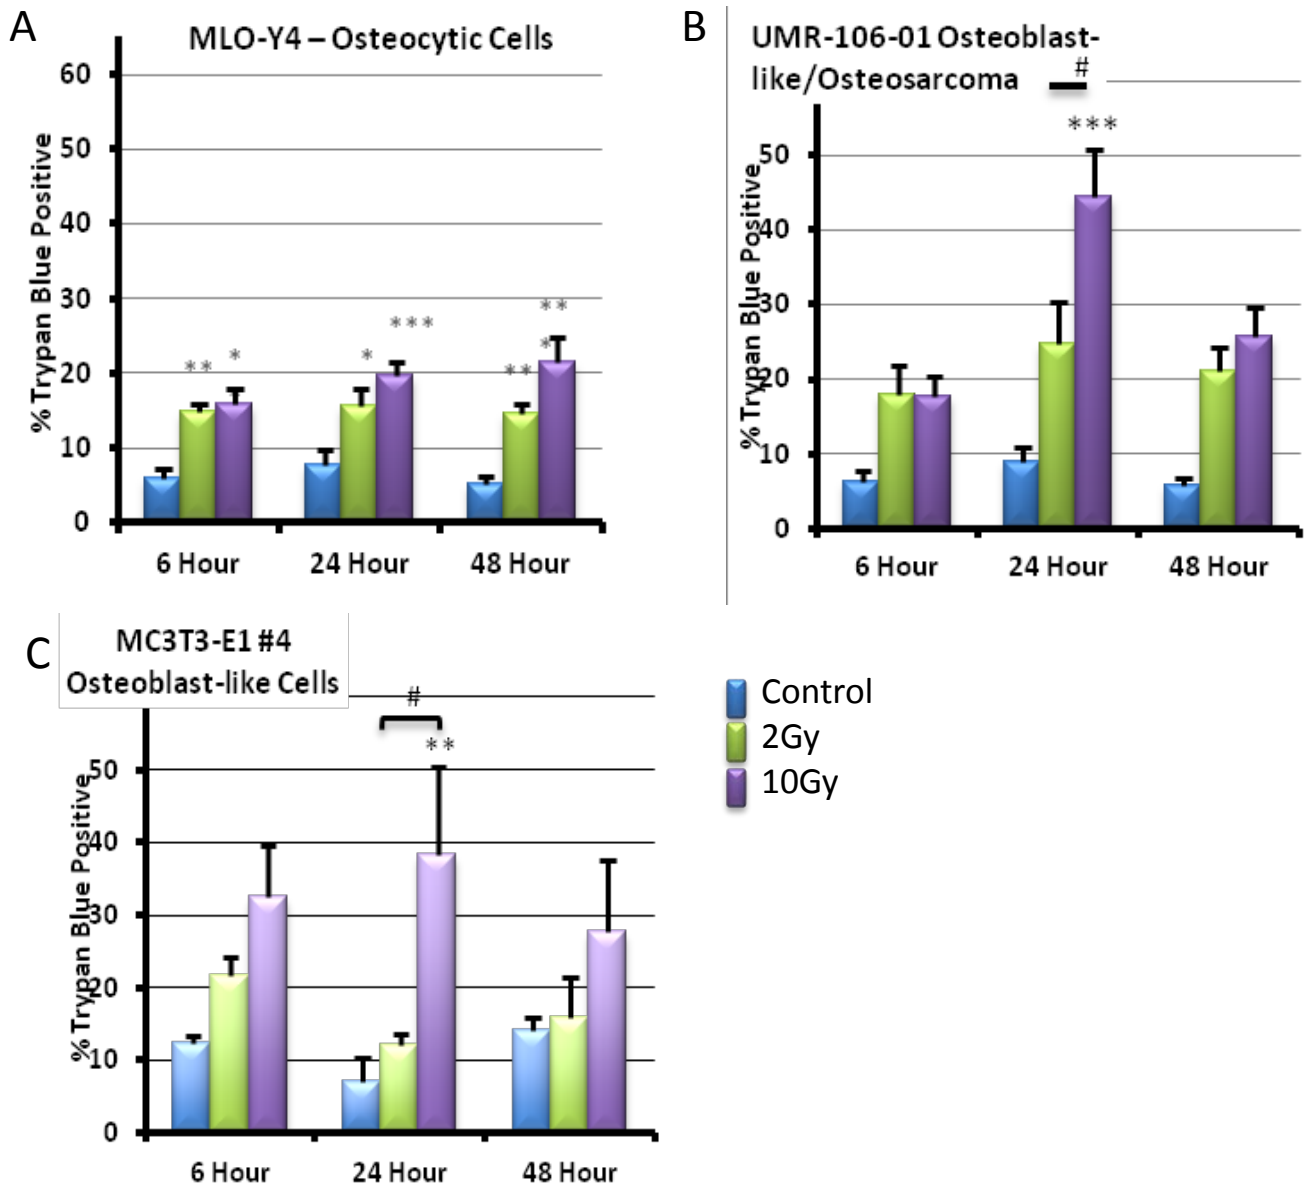 A
MLO-Y4 – Osteocytic Cells
% Trypan Blue Positive
60
50
40
30
20
10
0
** * * *** ** ** *
6 Hour 24 Hour 48 Hour
B
UMR-106-01 Osteoblast-
like/Osteosarcoma
#
***
% Trypan Blue Positive
50
40
30
20
10
0
6 Hour 24 Hour 48 Hour
C
MC3T3-E1 #4
Osteoblast-like Cells
#
**
% Trypan Blue Positive
50
40
30
20
10
0
6 Hour 24 Hour 48 Hour
Control
2Gy
10Gy